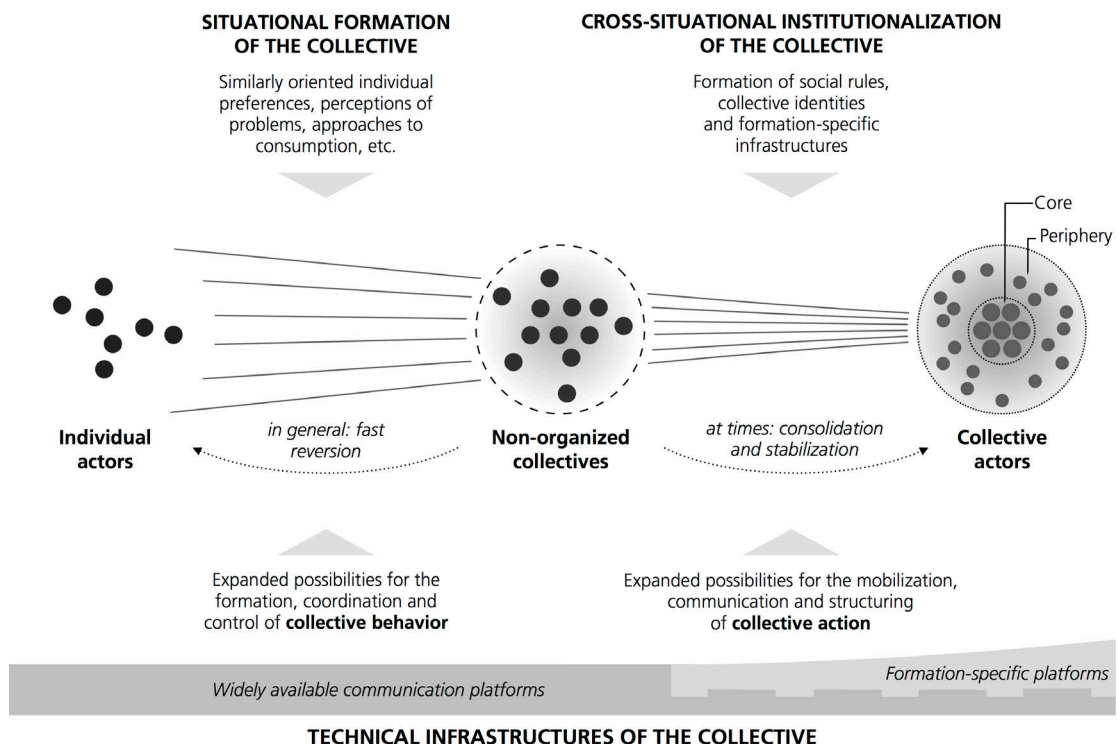 SITUATIONAL FORMATION
OF THE COLLECTIVE
Similarly oriented individual
preferences, perceptions of
problems, approaches to
consumption, etc.
CROSS-SITUATIONAL INSTITUTIONALIZATION
OF THE COLLECTIVE
Formation of social rules,
collective identities
and formation-specific
infrastructures
Core
Periphery
Individual
actors
in general: fast
reversion
Non-organized
collectives
at times: consolidation
and stabilization
Collective
actors
Expanded possibilities for the
formation, coordination and
control of collective behavior
Expanded possibilities for the mobilization,
communication and structuring
of collective action
Widely available communication platforms
Formation-specific platforms
TECHNICAL INFRASTRUCTURES OF THE COLLECTIVE